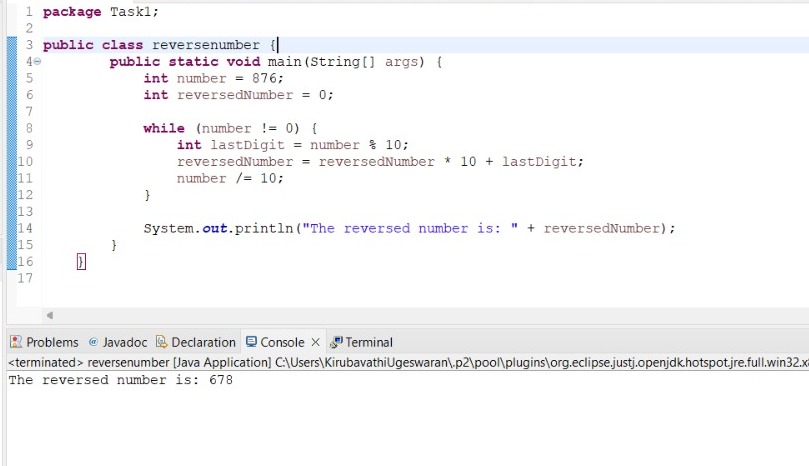 1 package Task1;
2
3 public class reversenumber {
4 public static void main(String[] args) {
5 int number = 876;
6 int reversedNumber = 0;
7
8 while (number != 0) {
9 int lastDigit = number % 10;
10 reversedNumber = reversedNumber * 10 + lastDigit;
11 number /= 10;
12 }
13
14 System.out.println("The reversed number is: " + reversedNumber);
15 }
16 }
17
Problems @ Javadoc Declaration Console × Terminal
<terminated> reversenumber [Java Application] C:\Users\KirubavathiUgeswaran\.p2\pool\plugins\org.eclipse.justj.openjdk.hotspot.jre.full.win32.x
The reversed number is: 678